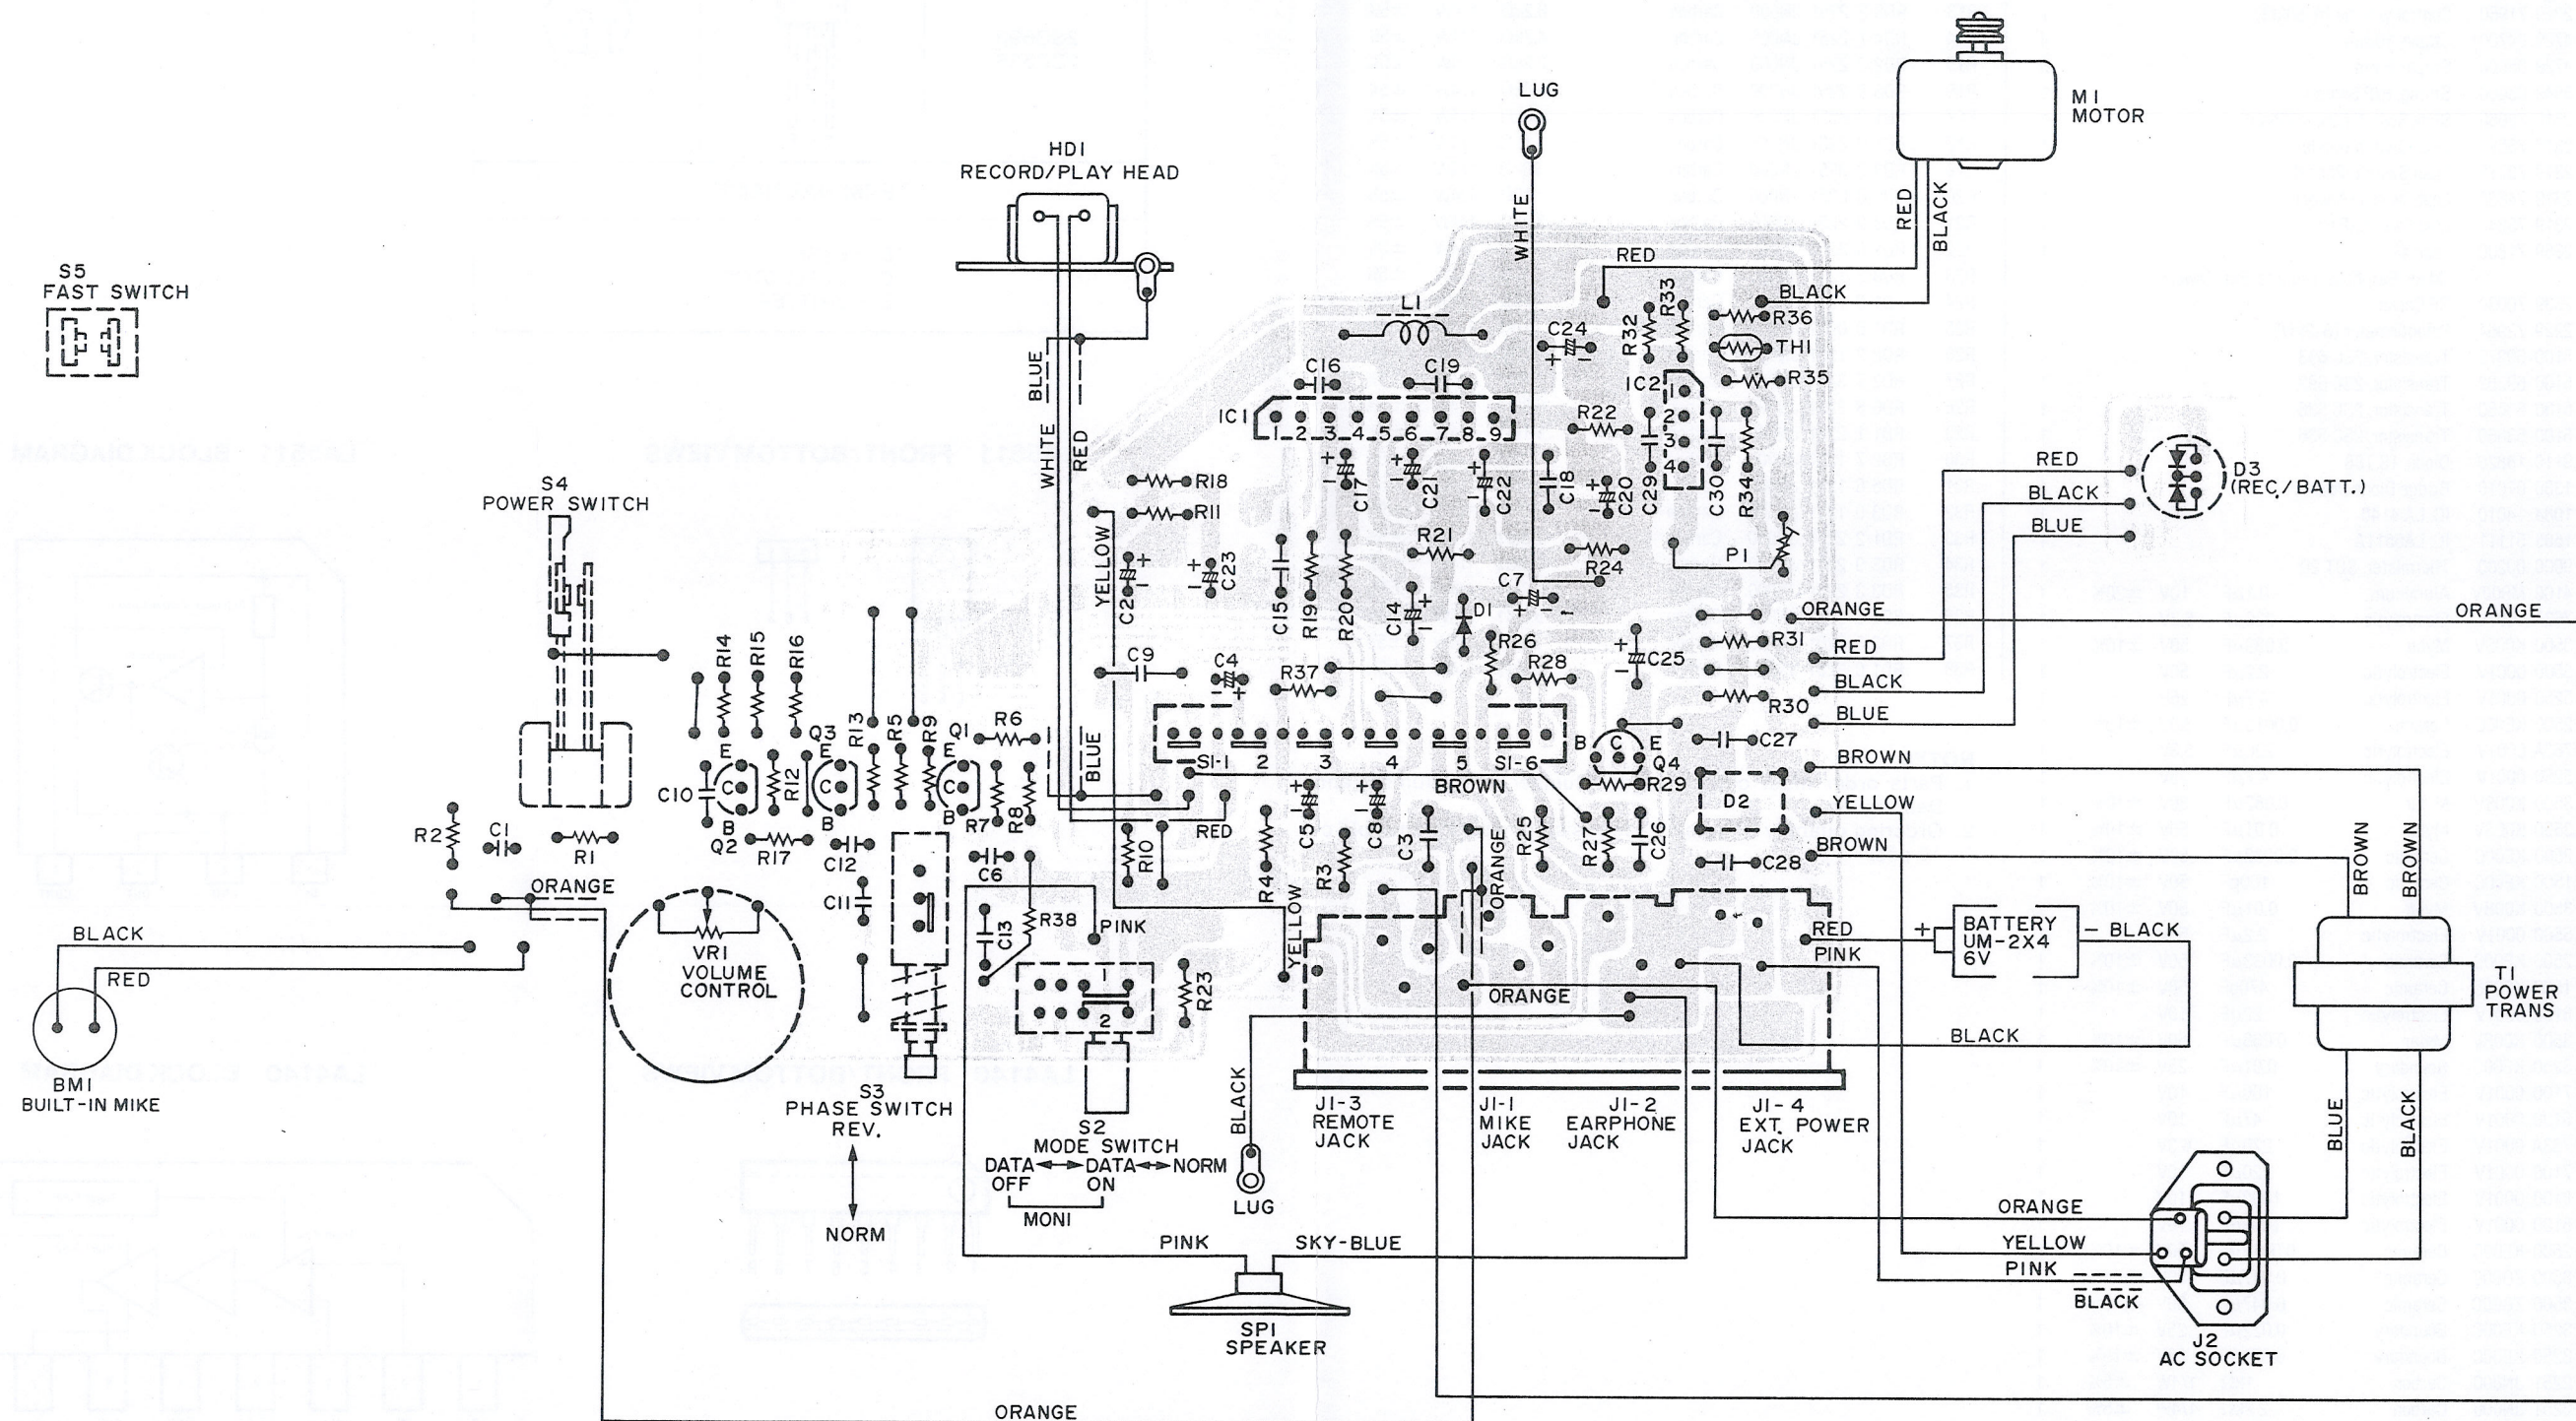 LUG
M1
MOTOR
HD1
RECORD/PLAY HEAD
WHITE
RED
BLACK
S5
FAST SWITCH
RED
BLACK
R33
R32
R36
L1
C24
+ -
TH1
BLUE
C16
C19
R35
IC2
1
2
3
4
IC1
1 2 3 4 5 6 7 8 9
R22
WHITE
RED
R18
R11
C17
C21
C22
C18
C20
C29
C30
R34
RED
BLACK
BLUE
D3
(REC./BATT.)
S4
POWER SWITCH
YELLOW
R21
R24
P1
C2
C23
C15
R19
R20
C14
D1
C7
ORANGE
ORANGE
R14
R15
R16
R26
R31
RED
C9
C4
R37
R28
C25
BLACK
R30
BLUE
Q3
R13
R5
R9
Q1
R6
E
E
E
C
C
C
B
B
B
BLUE
S1-1 2 3 4 5 S1-6
B C E
Q4
C27
BROWN
C10
R12
R7
R8
BROWN
R29
D2
YELLOW
R2
C1
R1
Q2
R17
C12
RED
C5
C8
C3
R25
R27
C26
BROWN
BROWN
BROWN
C6
R10
R4
R3
ORANGE
C28
ORANGE
C11
C13
R38
PINK
YELLOW
BLACK
RED
VR1
VOLUME
CONTROL
RED
PINK
+
BATTERY
UM-2X4
6V
- BLACK
1
2
R23
ORANGE
T1
POWER
TRANS
BLACK
BM1
BUILT-IN MIKE
S3
PHASE SWITCH
REV.
NORM
S2
MODE SWITCH
DATA DATA NORM
OFF ON
MONI
BLACK
LUG
J1-3
REMOTE
JACK
J1-1
MIKE
JACK
J1-2
EARPHONE
JACK
J1-4
EXT. POWER
JACK
BLUE
BLACK
ORANGE
YELLOW
PINK
BLACK
PINK
SKY-BLUE
SP1
SPEAKER
J2
AC SOCKET
ORANGE